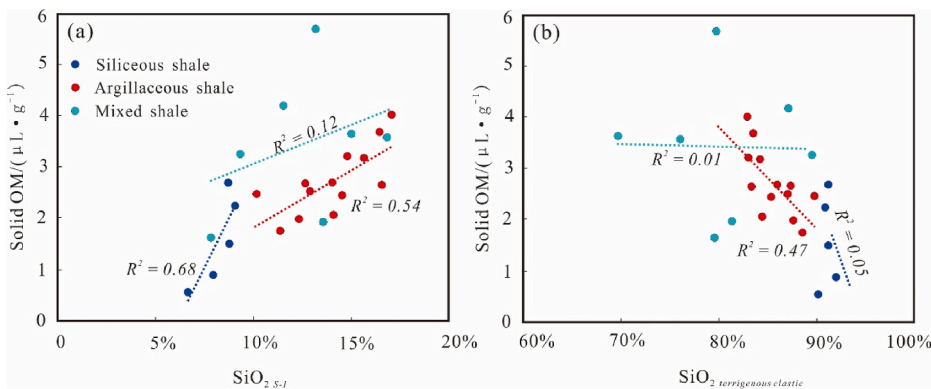 (a)
Siliceous shale
Argillaceous shale
Mixed shale
R² = 0.12
R² = 0.54
R² = 0.68
Solid OM/(μL·g⁻¹)
6
5
4
3
2
1
0
0 5% 10% 15% 20%
SiO₂ S-1
(b)
R² = 0.01
R² = 0.47
R² = 0.05
Solid OM/(μL·g⁻¹)
6
5
4
3
2
1
0
60% 70% 80% 90% 100%
SiO₂ terrigenous clastic